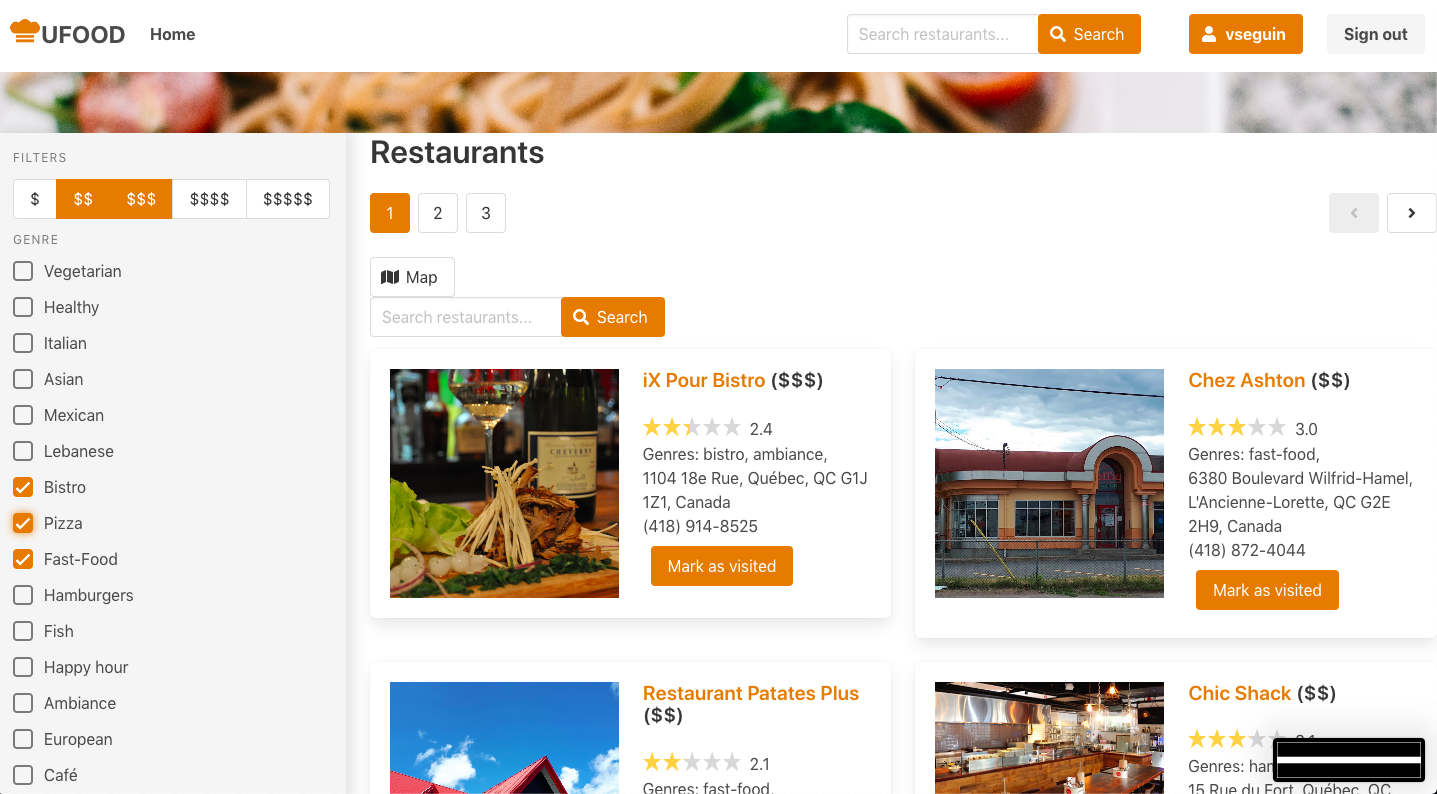 UFOOD
Home
Search restaurants...
Search
vseguin
Sign out
FILTERS
$
$$
$$$
$$$$
$$$$$
GENRE
Vegetarian
Healthy
Italian
Asian
Mexican
Lebanese
Bistro
Pizza
Fast-Food
Hamburgers
Fish
Happy hour
Ambiance
European
Café
Restaurants
1
2
3
Map
Search restaurants...
Search
iX Pour Bistro ($$$)
2.4
Genres: bistro, ambiance,
1104 18e Rue, Québec, QC G1J
1Z1, Canada
(418) 914-8525
Mark as visited
Chez Ashton ($$)
3.0
Genres: fast-food,
6380 Boulevard Wilfrid-Hamel,
L'Ancienne-Lorette, QC G2E
2H9, Canada
(418) 872-4044
Mark as visited
Restaurant Patates Plus
($$)
2.1
Genres: fast-food,
Chic Shack ($$)
Genres:
15 Rue du Fort, Québec, QC